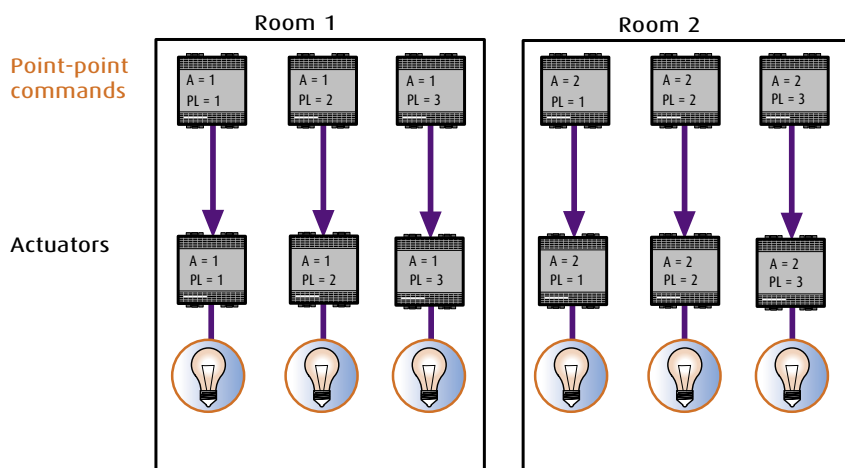 Room 1
Room 2
Point-point
commands
A = 1
PL = 1
A = 1
PL = 2
A = 1
PL = 3
A = 2
PL = 1
A = 2
PL = 2
A = 2
PL = 3
Actuators
A = 1
PL = 1
A = 1
PL = 2
A = 1
PL = 3
A = 2
PL = 1
A = 2
PL = 2
A = 2
PL = 3